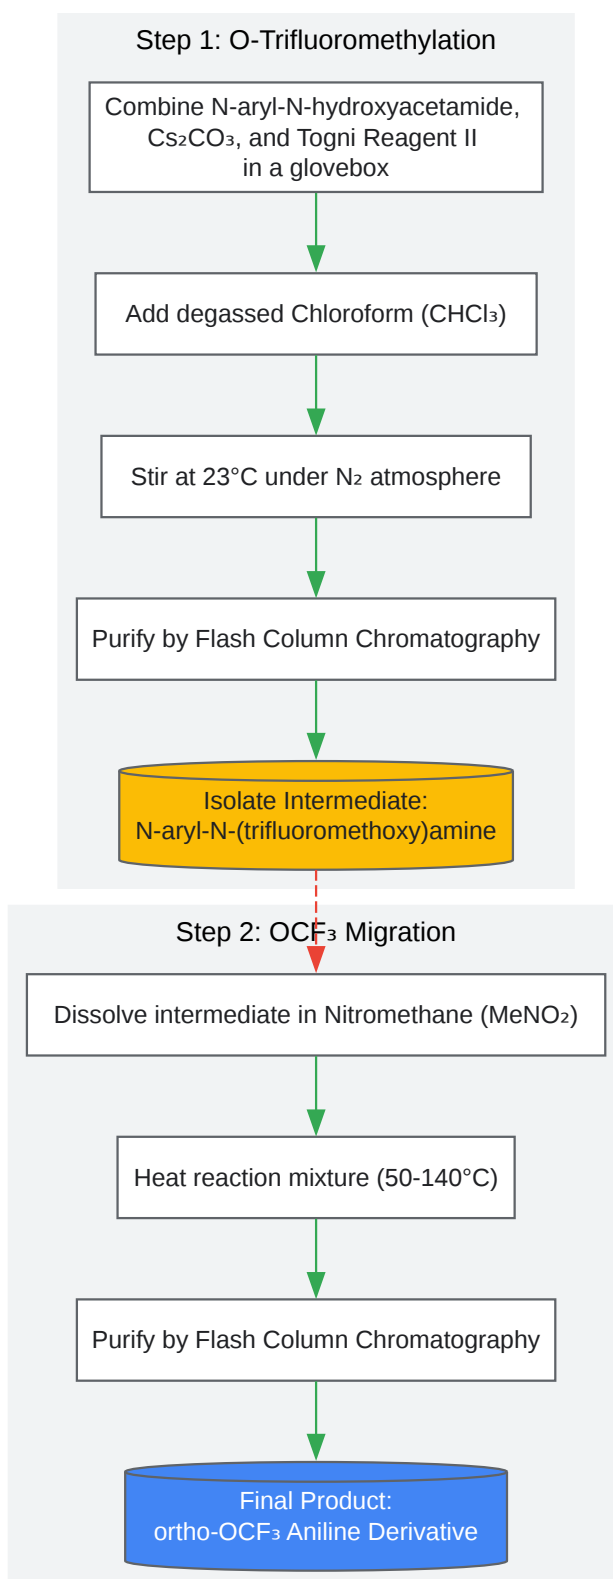 Step 1: O-Trifluoromethylation
Combine N-aryl-N-hydroxyacetamide,
Cs₂CO₃, and Togni Reagent II
in a glovebox
Add degassed Chloroform (CHCl₃)
Stir at 23°C under N₂ atmosphere
Purify by Flash Column Chromatography
Isolate Intermediate:
N-aryl-N-(trifluoromethoxy)amine
Step 2: OCF₃ Migration
Dissolve intermediate in Nitromethane (MeNO₂)
Heat reaction mixture (50-140°C)
Purify by Flash Column Chromatography
Final Product:
ortho-OCF₃ Aniline Derivative